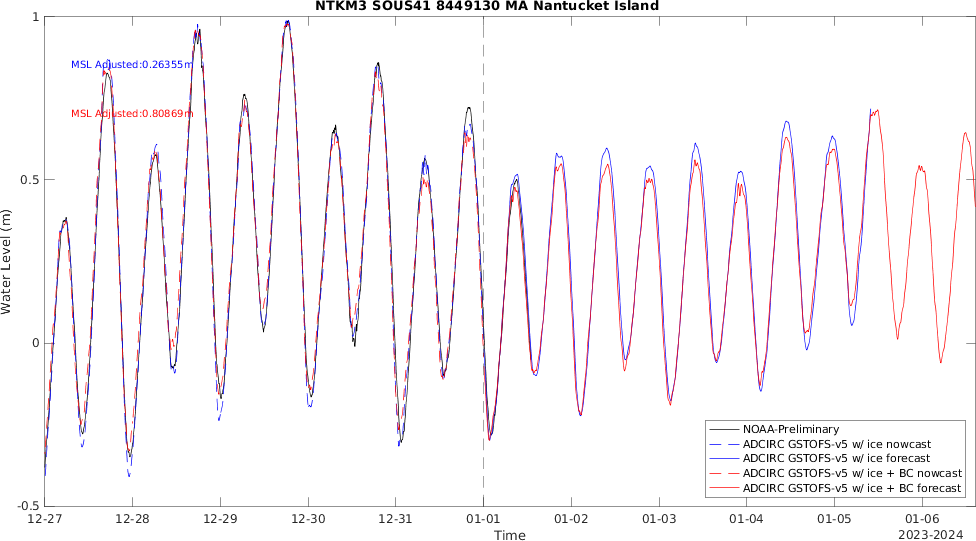 NTKM3 SOUS41 8449130 MA Nantucket Island
1
MSL Adjusted:0.26355m
MSL Adjusted:0.80869m
0.5
Water Level (m)
0
-0.5
NOAA-Preliminary
ADCIRC GSTOFS-v5 w/ ice nowcast
ADCIRC GSTOFS-v5 w/ ice forecast
ADCIRC GSTOFS-v5 w/ ice + BC nowcast
ADCIRC GSTOFS-v5 w/ ice + BC forecast
12-27 12-28 12-29 12-30 12-31 01-01 01-02 01-03 01-04 01-05 01-06
Time
2023-2024